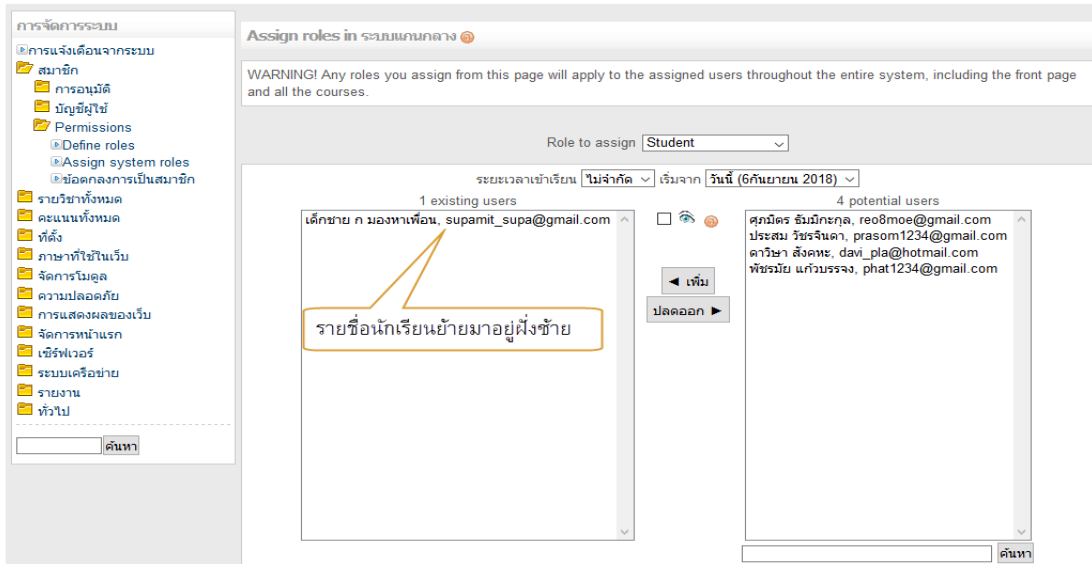 การจัดการระบบ
การแจ้งเตือนจากระบบ
สมาชิก
การอนุมัติ
บัญชีผู้ใช้
Permissions
Define roles
Assign system roles
ข้อตกลงการเป็นสมาชิก
รายวิชาทั้งหมด
คะแนนทั้งหมด
ที่ตั้ง
ภาษาที่ใช้ในเว็บ
จัดการโมดูล
ความปลอดภัย
การแสดงผลของเว็บ
จัดการหน้าแรก
เซิร์ฟเวอร์
ระบบเครือข่าย
รายงาน
ทั่วไป
ค้นหา
Assign roles in ระบบแกนกลาง
WARNING! Any roles you assign from this page will apply to the assigned users throughout the entire system, including the front page
and all the courses.
Role to assign Student
ระยะเวลาเข้าเรียน ไม่จำกัด เริ่มจาก วันนี้ (6กันยายน 2018)
1 existing users
เด็กชาย ก มองหาเพื่อน, supamit_supa@gmail.com
รายชื่อนักเรียนย้ายมาอยู่ฝั่งซ้าย
◄ เพิ่ม
ปลดออก ►
4 potential users
ศุภมิตร ชัมมิกะกุล, reo8moe@gmail.com
ประสม วัชรจินดา, prasom1234@gmail.com
ดาวิษา สังคหะ, davi_pla@hotmail.com
พัชรมัย แก้วบรรจง, phat1234@gmail.com
ค้นหา